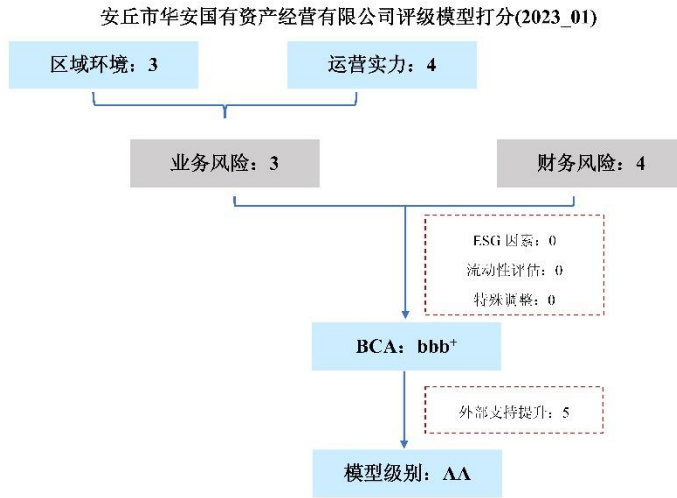 安丘市华安国有资产经营有限公司评级模型打分(2023_01)
区域环境：3
运营实力：4
业务风险：3
财务风险：4
ESG 因素：0
流动性评估：0
特殊调整：0
BCA：bbb⁺
外部支持提升：5
模型级别：AA